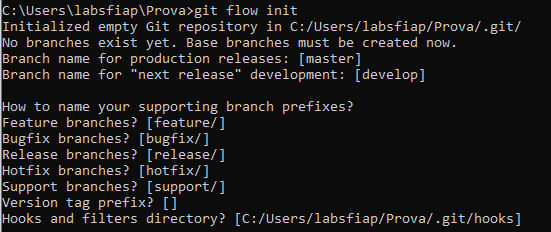 C:\Users\labsfiap\Prova>git flow init
Initialized empty Git repository in C:/Users/labsfiap/Prova/.git/
No branches exist yet. Base branches must be created now.
Branch name for production releases: [master]
Branch name for "next release" development: [develop]
How to name your supporting branch prefixes?
Feature branches? [feature/]
Bugfix branches? [bugfix/]
Release branches? [release/]
Hotfix branches? [hotfix/]
Support branches? [support/]
Version tag prefix? []
Hooks and filters directory? [C:/Users/labsfiap/Prova/.git/hooks]